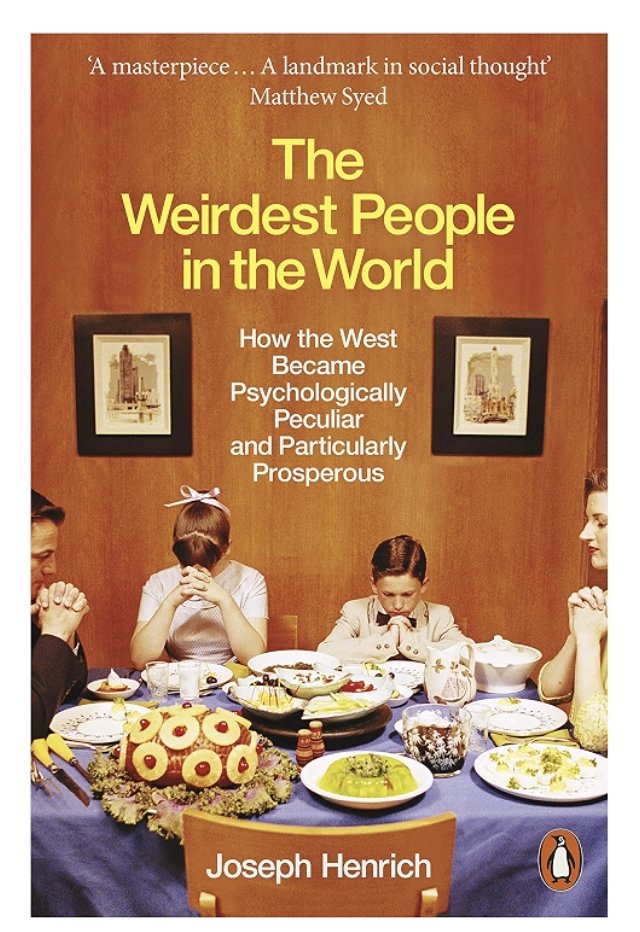 ‘A masterpiece... A landmark in social thought’
Matthew Syed
The
Weirdest People
in the World
How the West
Became
Psychologically
Peculiar
and Particularly
Prosperous
Joseph Henrich